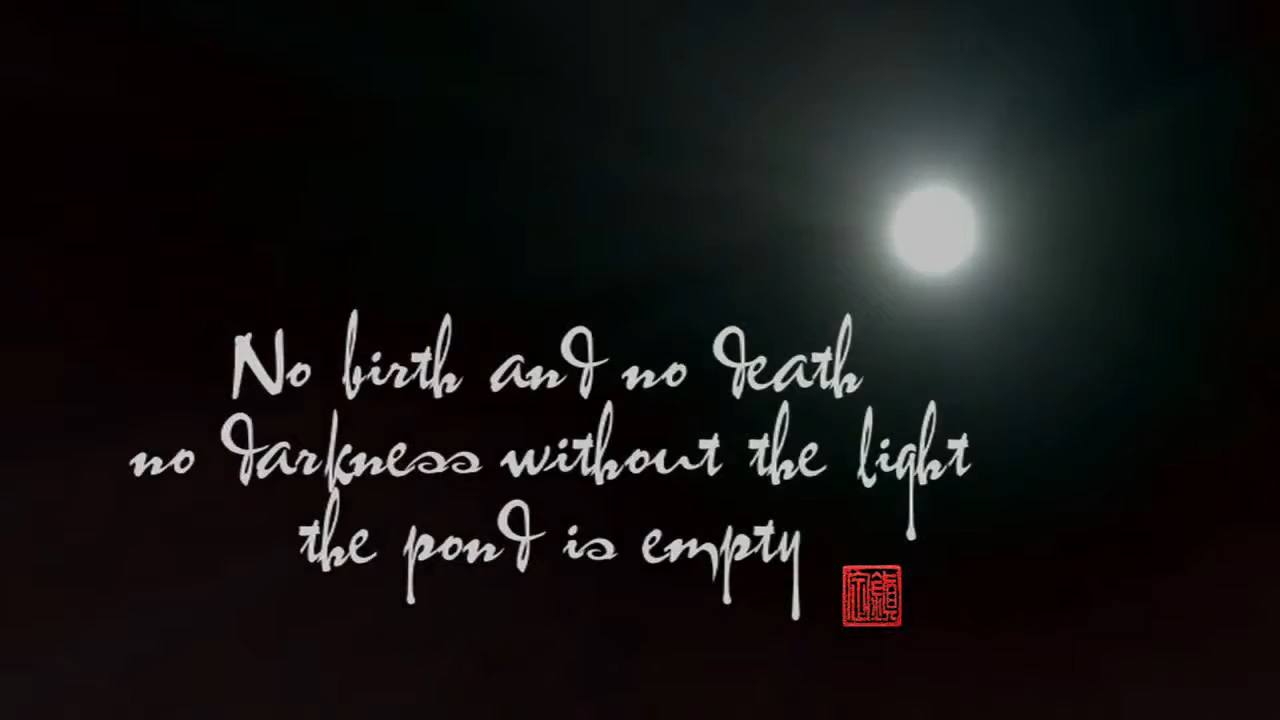 No birth and no death
no darkness without the light
the pond is empty